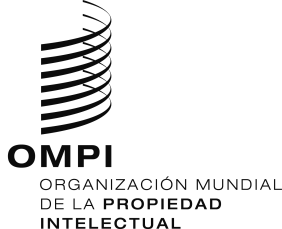 OMPI
ORGANIZACIÓN MUNDIAL
DE LA PROPIEDAD
INTELECTUAL